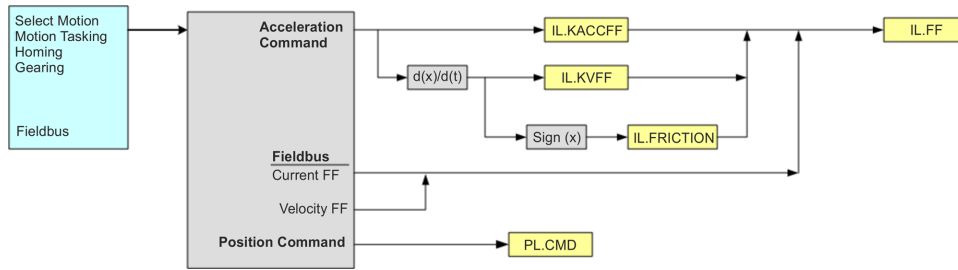 Select Motion
Motion Tasking
Homing
Gearing
Fieldbus
Acceleration
Command
Fieldbus
Current FF
Velocity FF
Position Command
IL.KACCFF
d(x)/d(t)
IL.KVFF
Sign (x)
IL.FRICTION
IL.FF
PL.CMD